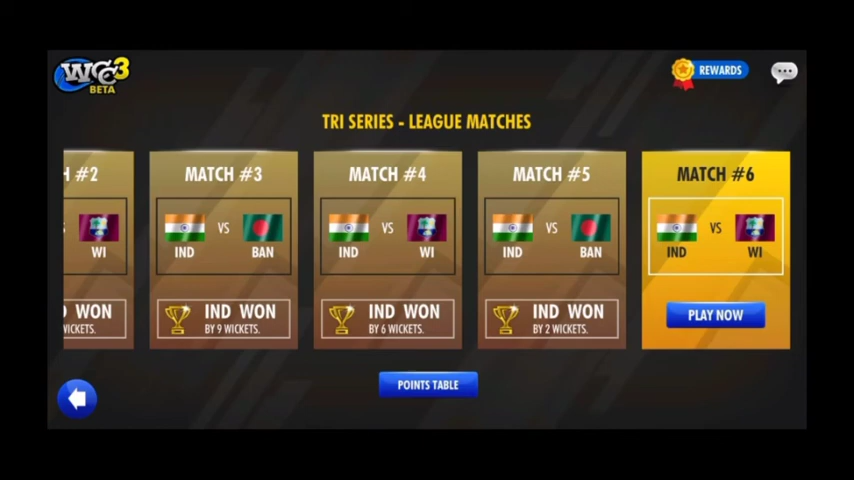 WCC3
BETA
REWARDS
TRI SERIES - LEAGUE MATCHES
H #2
WI
D WON
WICKETS.
MATCH #3
IND VS BAN
IND WON
BY 9 WICKETS.
MATCH #4
IND VS WI
IND WON
BY 6 WICKETS.
MATCH #5
IND VS BAN
IND WON
BY 2 WICKETS.
MATCH #6
IND VS WI
PLAY NOW
POINTS TABLE